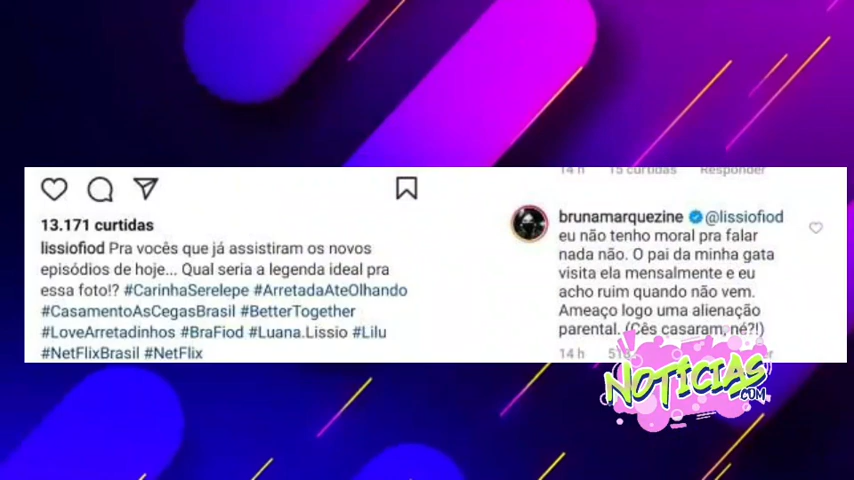 13.171 curtidas
lissiofiod Pra vocês que já assistiram os novos
episódios de hoje... Qual seria a legenda ideal pra
essa foto!? #CarinhaSerelepe #ArretadaAteOlhando
#CasamentoAsCegasBrasil #BetterTogether
#LoveArretadinhos #BraFiod #Luana.Lissio #Lilu
#NetFlixBrasil #NetFlix
14 h 15 curtidas Responder
brunamarquezine @lissiofiod
eu não tenho moral pra falar
nada não. O pai da minha gata
visita ela mensalmente e eu
acho ruim quando não vem.
Ameaço logo uma alienação
parental. (Cês casaram, né?!)
14 h
NOTÍCIAS
.COM